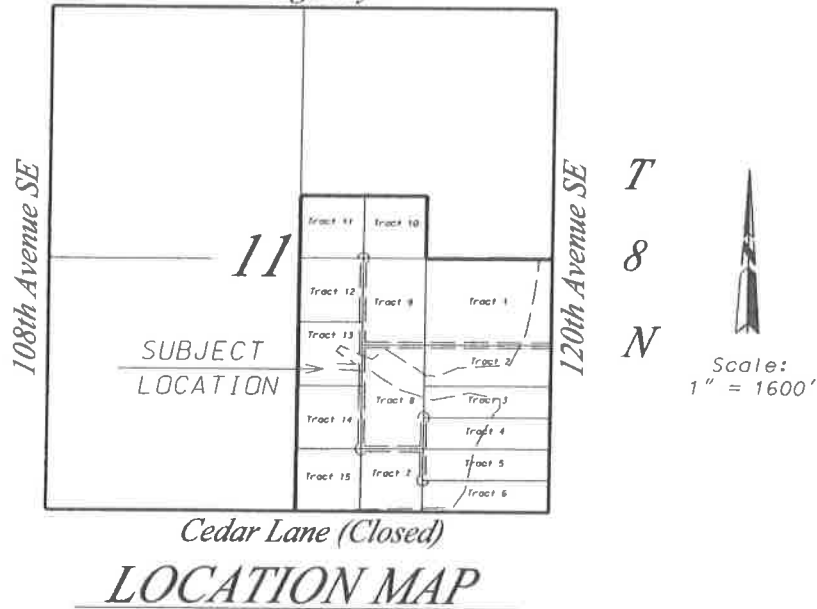 108th Avenue SE
120th Avenue SE
T
8
N
11
Tract 11
Tract 10
Tract 12
Tract 9
Tract 1
Tract 13
Tract 2
SUBJECT
LOCATION
Tract 8
Tract 3
Tract 14
Tract 4
Tract 5
Tract 15
Tract 6
Scale:
1" = 1600'
Cedar Lane (Closed)
LOCATION MAP